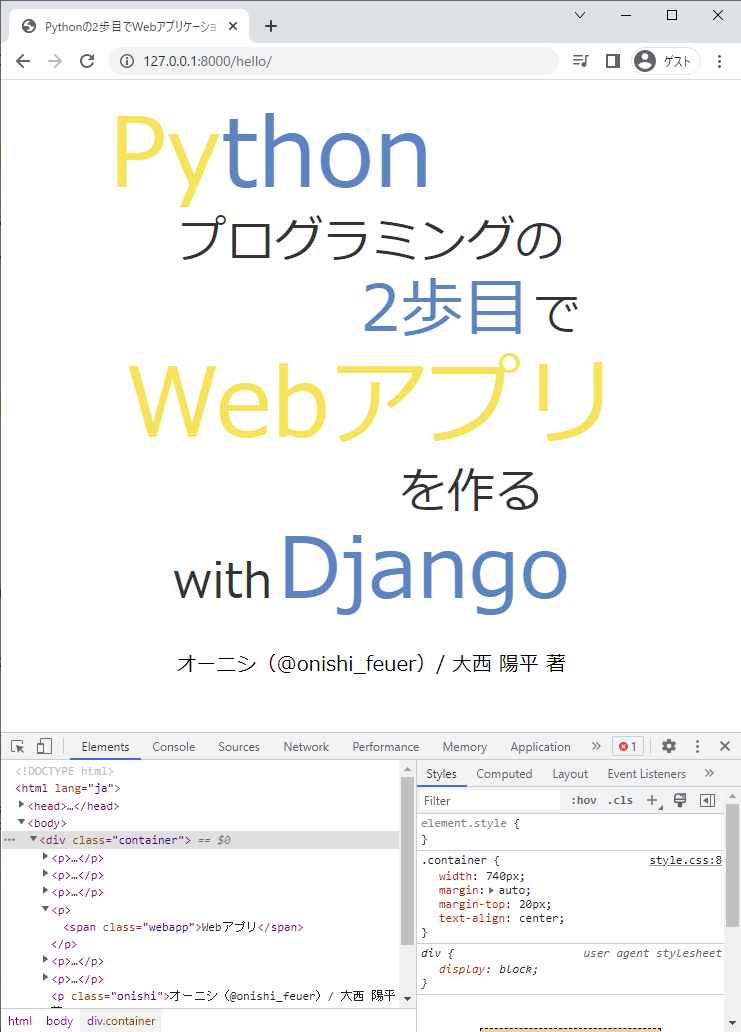 Pythonの2歩目でWebアプリケーショ
127.0.0.1:8000/hello/
ゲスト
Python
プログラミングの
2歩目で
Webアプリ
を作る
with Django
オーニシ（@onishi_feuer）/ 大西 陽平 著
Elements Console Sources Network Performance Memory Application » 1
<!DOCTYPE html>
<html lang="ja">
<head>…</head>
<body>
<div class="container"> == $0
<p>…</p>
<p>…</p>
<p>…</p>
<p>
<span class="webapp">Webアプリ</span>
</p>
<p>…</p>
<p>…</p>
<p class="onishi">オーニシ（@onishi_feuer）/ 大西 陽平
html body div.container
Styles Computed Layout Event Listeners »
Filter :hov .cls
element.style {
}
.container { style.css:8
width: 740px;
margin: auto;
margin-top: 20px;
text-align: center;
}
div { user agent stylesheet
display: block;
}